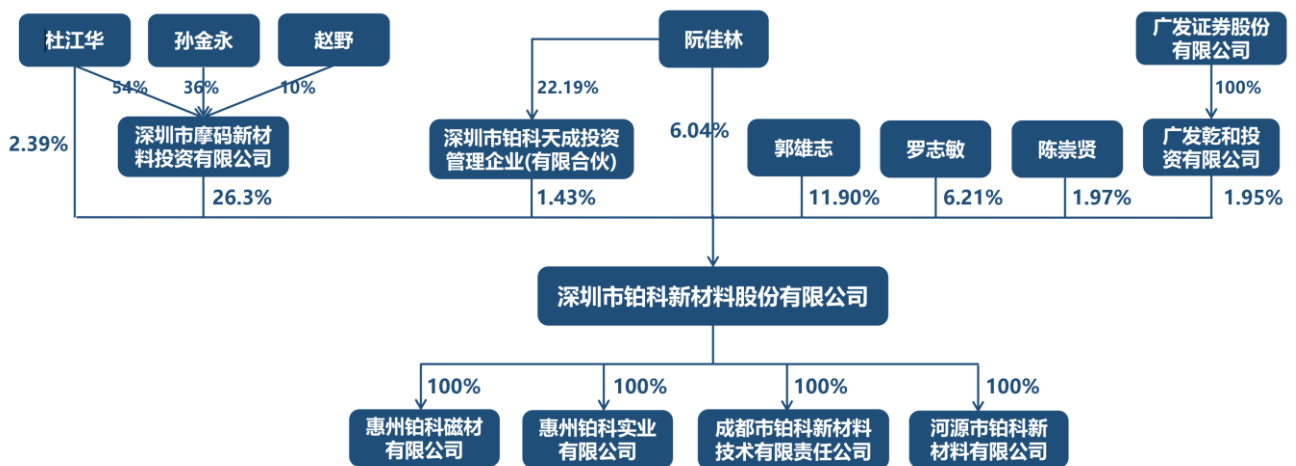 杜江华
孙金永
赵野
阮佳林
广发证券股份
有限公司
54%
36%
10%
22.19%
100%
2.39%
深圳市摩码新材
料投资有限公司
深圳市铂科天成投资
管理企业(有限合伙)
6.04%
郭雄志
罗志敏
陈崇贤
广发乾和投
资有限公司
26.3%
1.43%
11.90%
6.21%
1.97%
1.95%
深圳市铂科新材料股份有限公司
100%
100%
100%
100%
惠州铂科磁材
有限公司
惠州铂科实业
有限公司
成都市铂科新材料
技术有限责任公司
河源市铂科新
材料有限公司